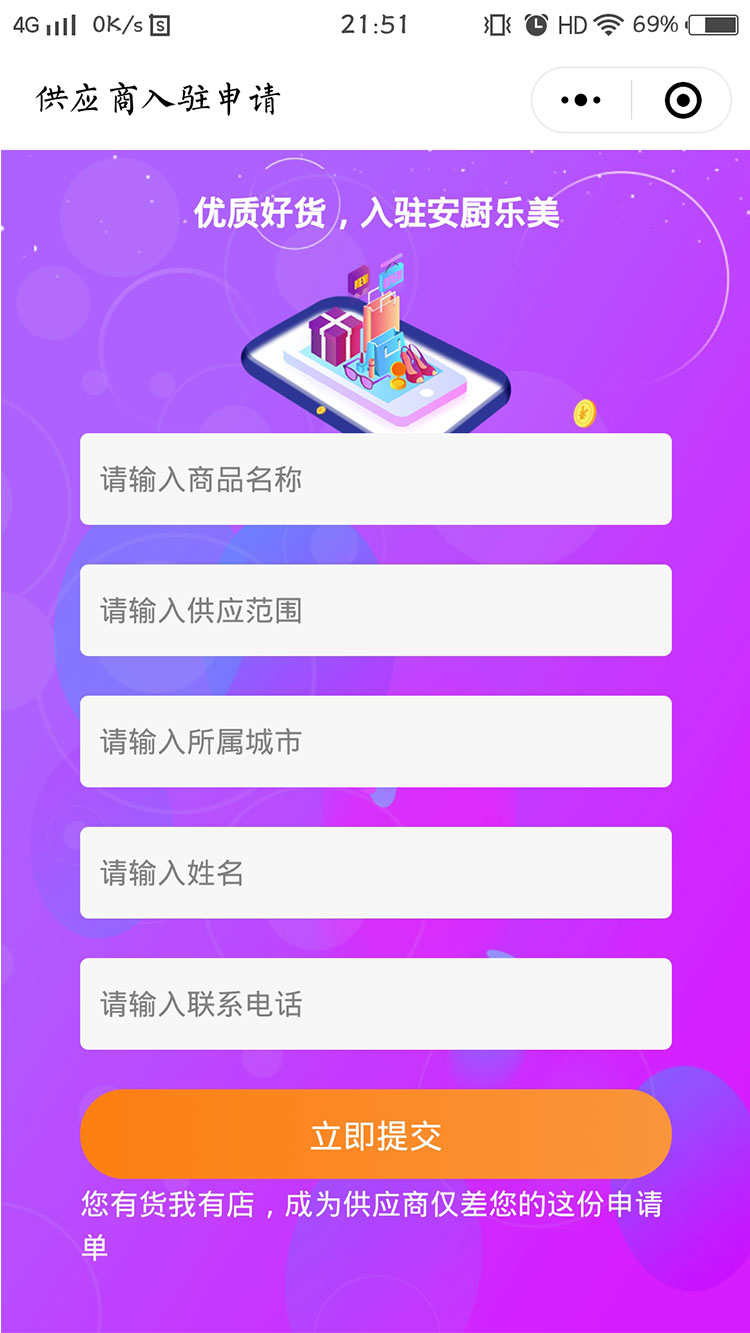 4G 0K/s 21:51 HD 69%
供应商入驻申请
优质好货，入驻安厨乐美
NEW
请输入商品名称
请输入供应范围
请输入所属城市
请输入姓名
请输入联系电话
立即提交
您有货我有店，成为供应商仅差您的这份申请
单